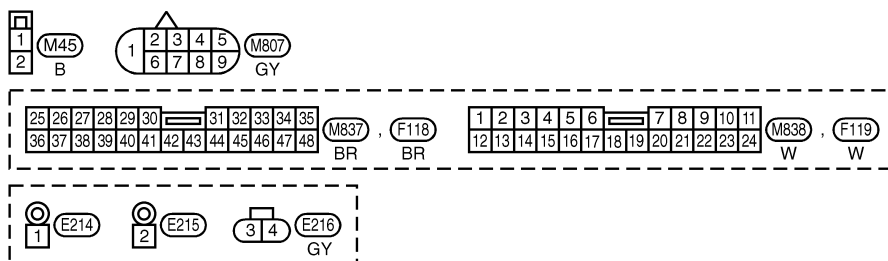 1 M45
2 B
1 2 3 4 5 M807
6 7 8 9 GY
25 26 27 28 29 30 31 32 33 34 35 M837 , F118
36 37 38 39 40 41 42 43 44 45 46 47 48 BR BR
1 2 3 4 5 6 7 8 9 10 11 M838 , F119
12 13 14 15 16 17 18 19 20 21 22 23 24 W W
1 E214
2 E215
3 4 E216
GY